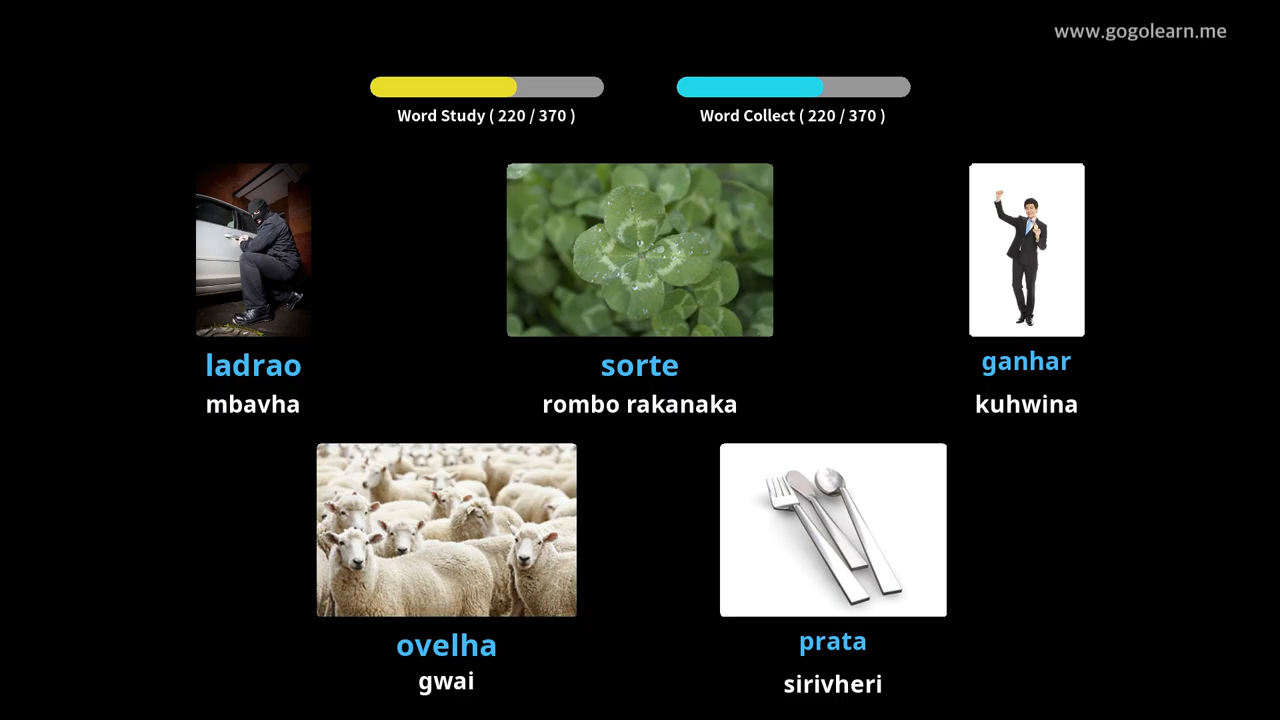 www.gogolearn.me
Word Study ( 220 / 370 )
Word Collect ( 220 / 370 )
ladrao
mbavha
sorte
rombo rakanaka
ganhar
kuhwina
ovelha
gwai
prata
sirivheri